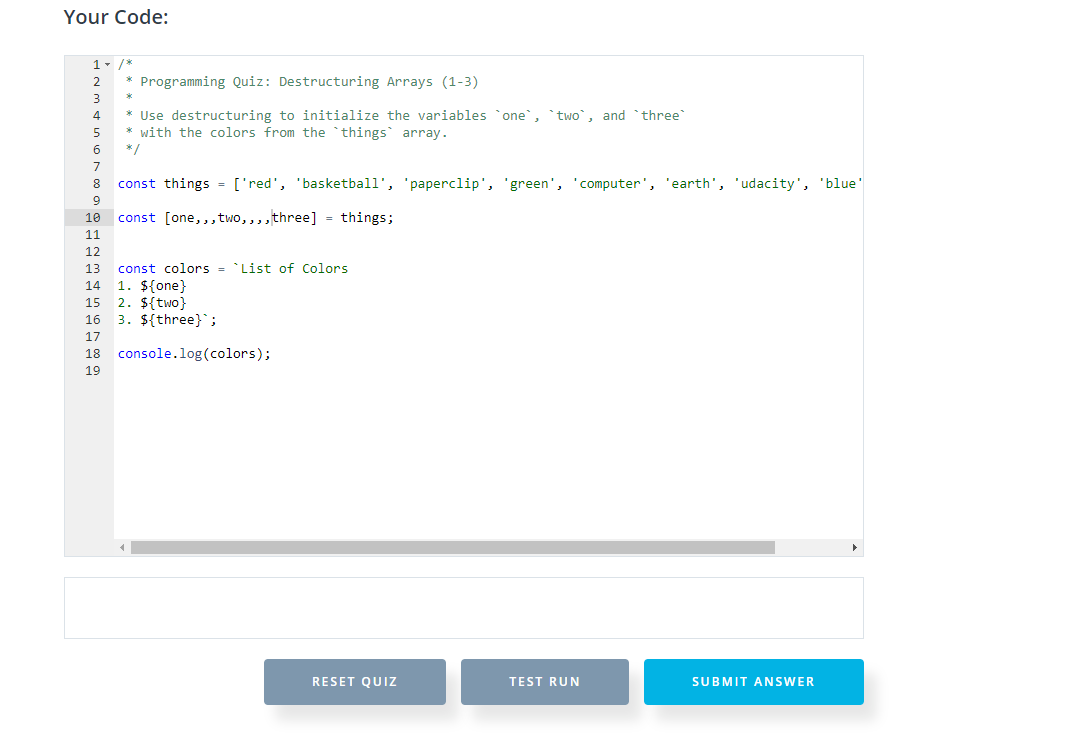 Your Code:
1 /*
2 * Programming Quiz: Destructuring Arrays (1-3)
3 *
4 * Use destructuring to initialize the variables `one`, `two`, and `three`
5 * with the colors from the `things` array.
6 */
7
8 const things = ['red', 'basketball', 'paperclip', 'green', 'computer', 'earth', 'udacity', 'blue'
9
10 const [one,,,two,,,,three] = things;
11
12
13 const colors = `List of Colors
14 1. ${one}
15 2. ${two}
16 3. ${three}`;
17
18 console.log(colors);
19
RESET QUIZ TEST RUN SUBMIT ANSWER